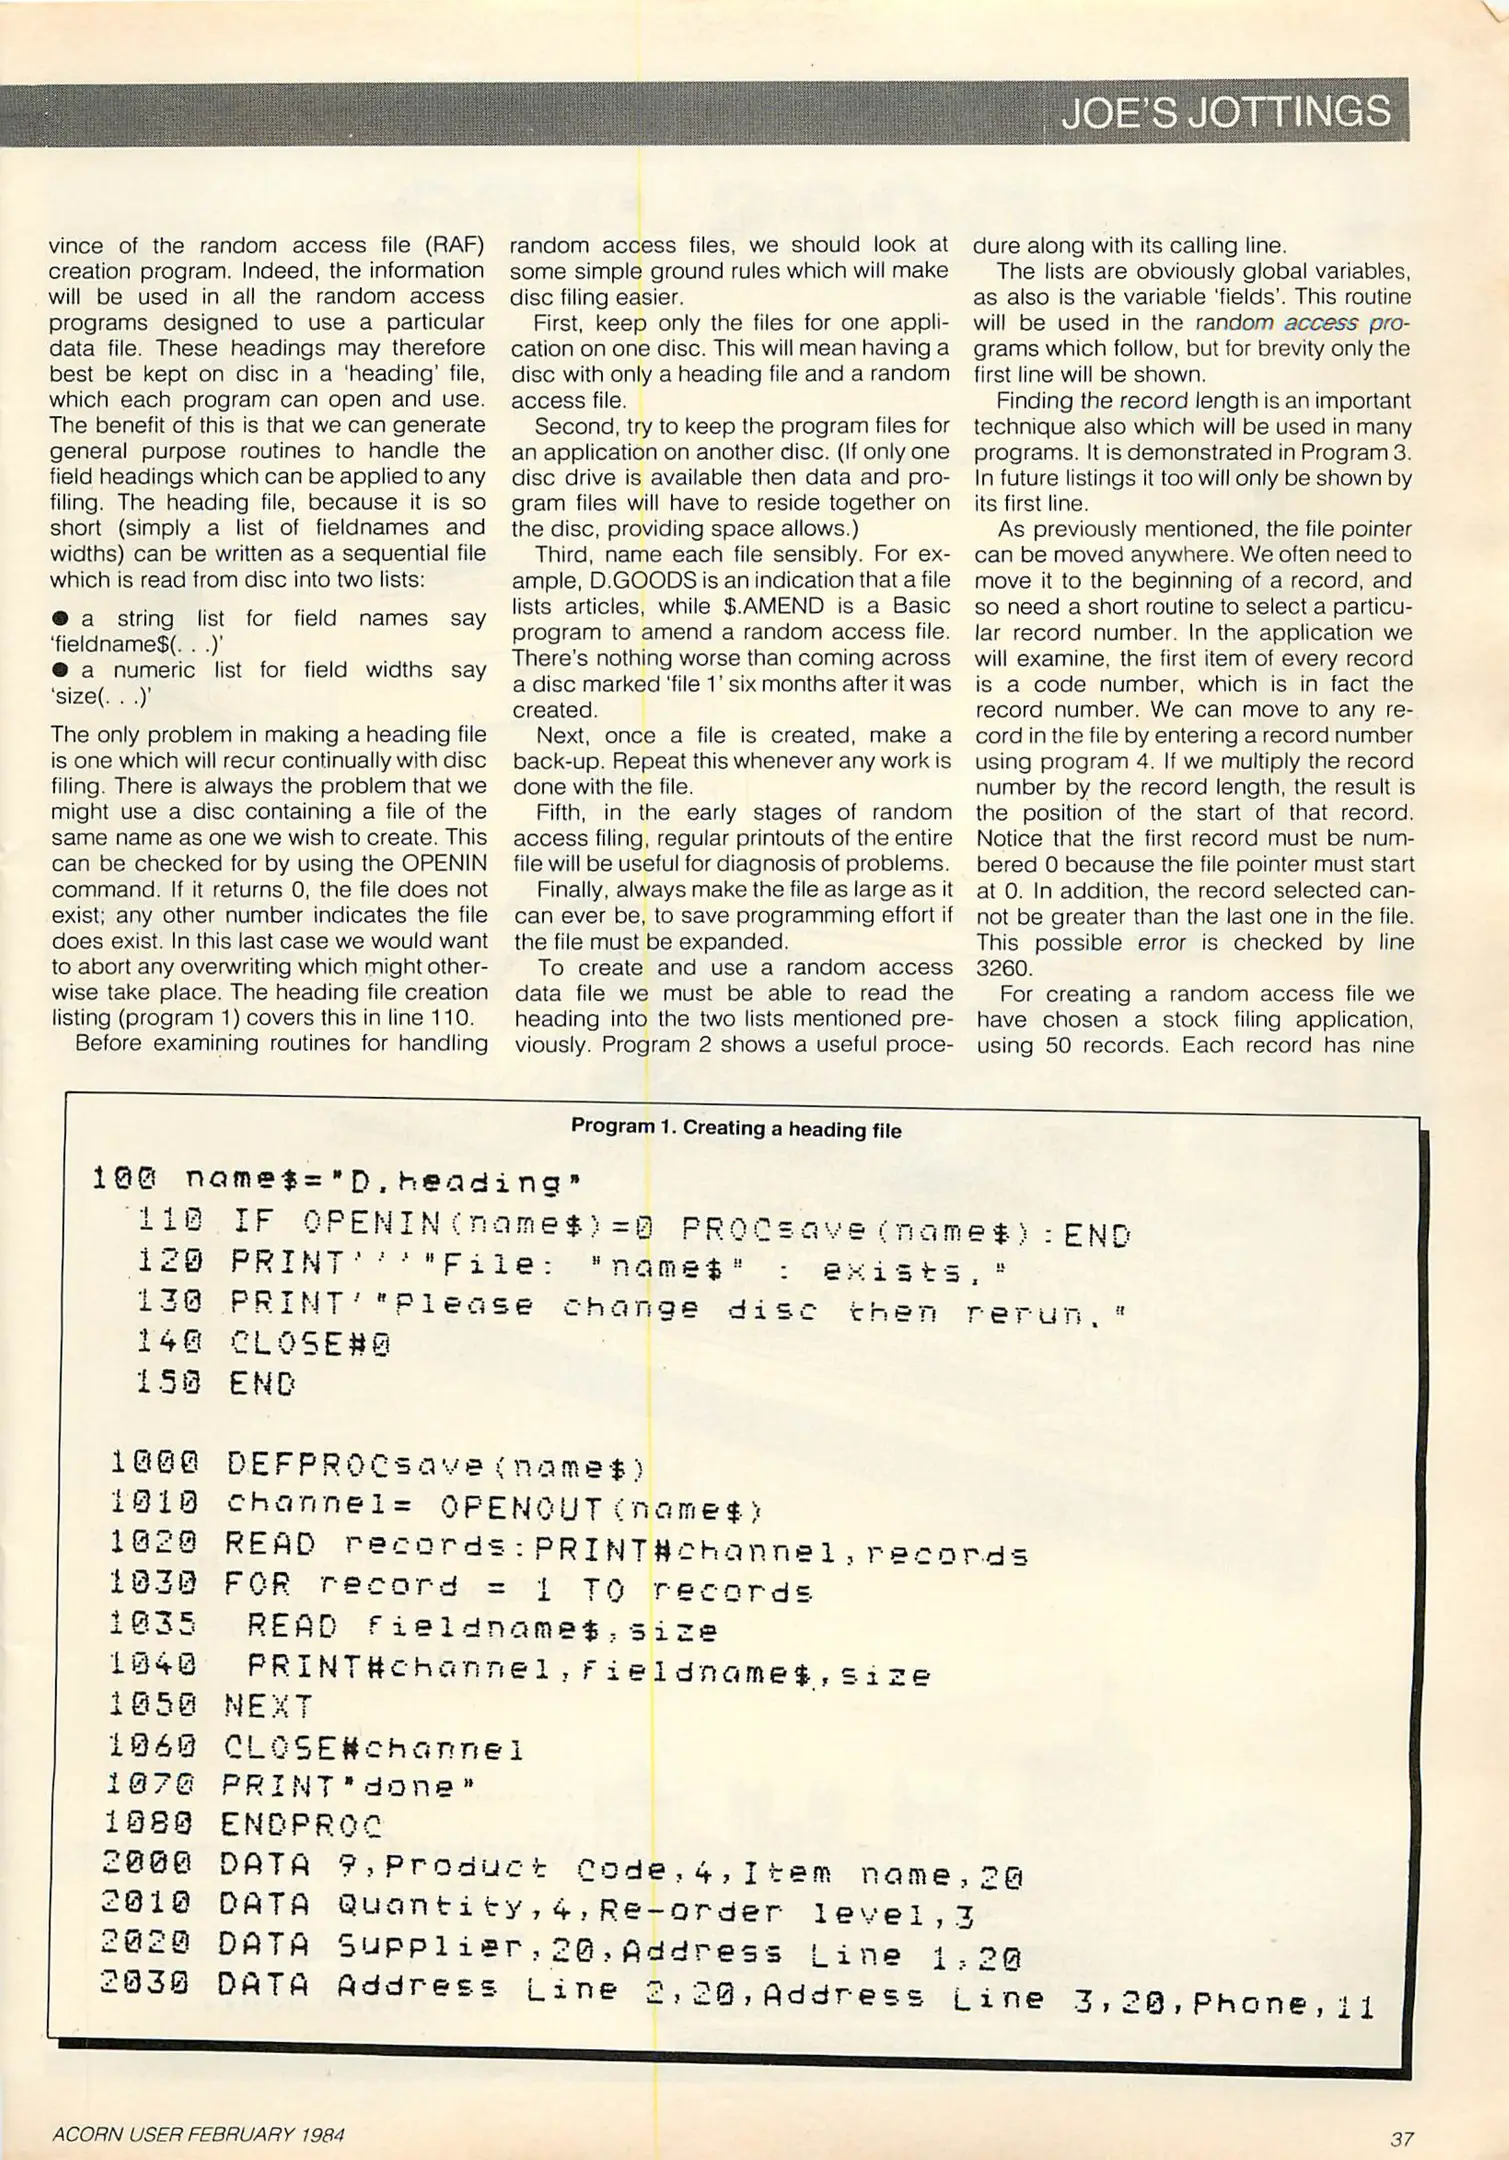 JOE'S JOTTINGS
vince of the random access file (RAF)
creation program. Indeed, the information
will be used in all the random access
programs designed to use a particular
data file. These headings may therefore
best be kept on disc in a 'heading' file,
which each program can open and use.
The benefit of this is that we can generate
general purpose routines to handle the
field headings which can be applied to any
filing. The heading file, because it is so
short (simply a list of fieldnames and
widths) can be written as a sequential file
which is read from disc into two lists:
● a string list for field names say
'fieldname$(. . .)'
● a numeric list for field widths say
'size(. . .)'
The only problem in making a heading file
is one which will recur continually with disc
filing. There is always the problem that we
might use a disc containing a file of the
same name as one we wish to create. This
can be checked for by using the OPENIN
command. If it returns 0, the file does not
exist; any other number indicates the file
does exist. In this last case we would want
to abort any overwriting which might other-
wise take place. The heading file creation
listing (program 1) covers this in line 110.
Before examining routines for handling
random access files, we should look at
some simple ground rules which will make
disc filing easier.
First, keep only the files for one appli-
cation on one disc. This will mean having a
disc with only a heading file and a random
access file.
Second, try to keep the program files for
an application on another disc. (If only one
disc drive is available then data and pro-
gram files will have to reside together on
the disc, providing space allows.)
Third, name each file sensibly. For ex-
ample, D.GOODS is an indication that a file
lists articles, while $.AMEND is a Basic
program to amend a random access file.
There's nothing worse than coming across
a disc marked 'file 1' six months after it was
created.
Next, once a file is created, make a
back-up. Repeat this whenever any work is
done with the file.
Fifth, in the early stages of random
access filing, regular printouts of the entire
file will be useful for diagnosis of problems.
Finally, always make the file as large as it
can ever be, to save programming effort if
the file must be expanded.
To create and use a random access
data file we must be able to read the
heading into the two lists mentioned pre-
viously. Program 2 shows a useful proce-
dure along with its calling line.
The lists are obviously global variables,
as also is the variable 'fields'. This routine
will be used in the random access pro-
grams which follow, but for brevity only the
first line will be shown.
Finding the record length is an important
technique also which will be used in many
programs. It is demonstrated in Program 3.
In future listings it too will only be shown by
its first line.
As previously mentioned, the file pointer
can be moved anywhere. We often need to
move it to the beginning of a record, and
so need a short routine to select a particu-
lar record number. In the application we
will examine, the first item of every record
is a code number, which is in fact the
record number. We can move to any re-
cord in the file by entering a record number
using program 4. If we multiply the record
number by the record length, the result is
the position of the start of that record.
Notice that the first record must be num-
bered 0 because the file pointer must start
at 0. In addition, the record selected can-
not be greater than the last one in the file.
This possible error is checked by line
3260.
For creating a random access file we
have chosen a stock filing application,
using 50 records. Each record has nine
Program 1. Creating a heading file
100 name$="D.heading"
110 IF OPENIN(name$)=0 PROCsave(name$):END
120 PRINT'''"File: "name$" : exists."
130 PRINT'"Please change disc then rerun."
140 CLOSE#0
150 END
1000 DEFPROCsave(name$)
1010 channel= OPENOUT(name$)
1020 READ records:PRINT#channel,records
1030 FOR record = 1 TO records
1035 READ fieldname$,size
1040 PRINT#channel,fieldname$,size
1050 NEXT
1060 CLOSE#channel
1070 PRINT"done"
1080 ENDPROC
2000 DATA 9,Product Code,4,Item name,20
2010 DATA Quantity,4,Re-order level,3
2020 DATA Supplier,20,Address Line 1,20
2030 DATA Address Line 2,20,Address Line 3,20,Phone,11
ACORN USER FEBRUARY 1984
37